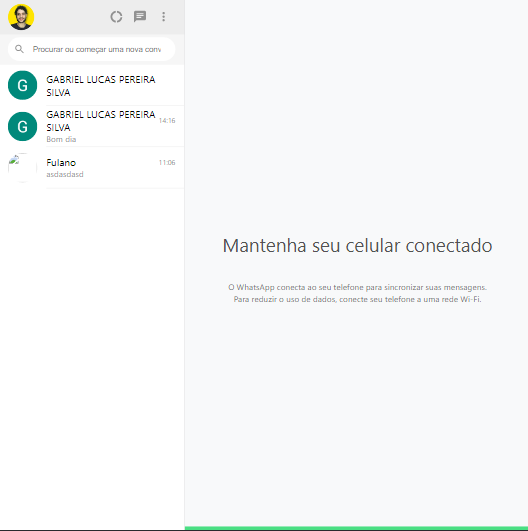 Procurar ou começar uma nova conv
G
GABRIEL LUCAS PEREIRA
SILVA
G
GABRIEL LUCAS PEREIRA
SILVA
14:16
Bom dia
Fulano
11:06
asdasdasd
Mantenha seu celular conectado
O WhatsApp conecta ao seu telefone para sincronizar suas mensagens.
Para reduzir o uso de dados, conecte seu telefone a uma rede Wi-Fi.